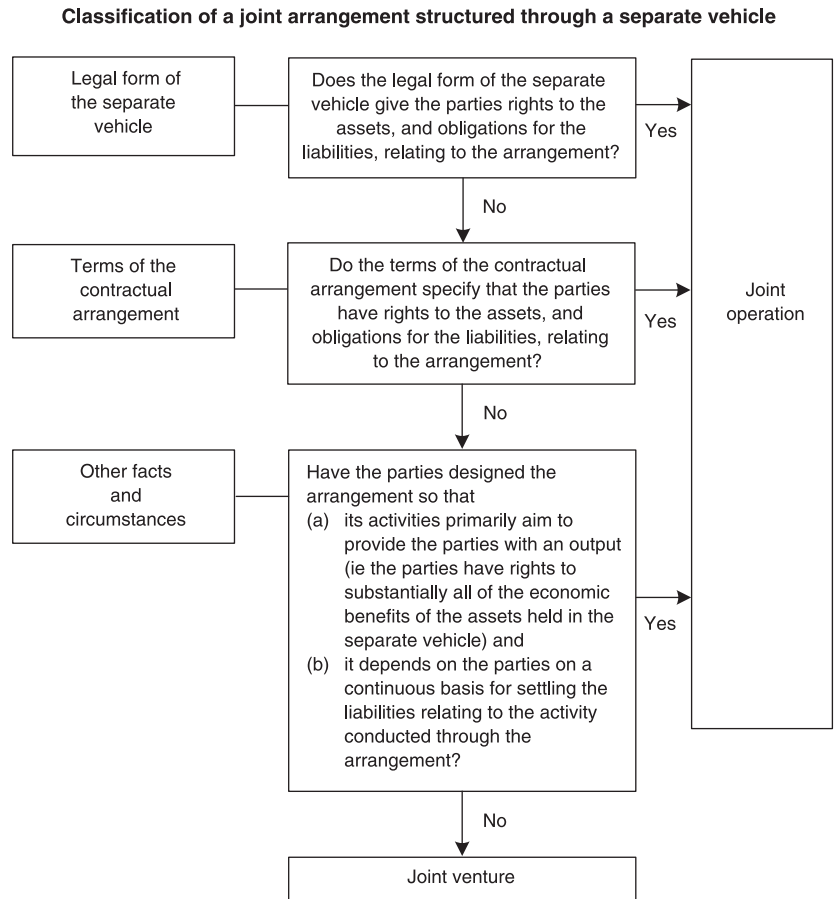 Classification of a joint arrangement structured through a separate vehicle
Legal form of
the separate
vehicle
Does the legal form of the separate
vehicle give the parties rights to the
assets, and obligations for the
liabilities, relating to the arrangement?
Yes
No
Terms of the
contractual
arrangement
Do the terms of the contractual
arrangement specify that the parties
have rights to the assets, and
obligations for the liabilities, relating
to the arrangement?
Yes
Joint
operation
No
Other facts
and
circumstances
Have the parties designed the
arrangement so that
(a) its activities primarily aim to
provide the parties with an output
(ie the parties have rights to
substantially all of the economic
benefits of the assets held in the
separate vehicle) and
(b) it depends on the parties on a
continuous basis for settling the
liabilities relating to the activity
conducted through the
arrangement?
Yes
No
Joint venture